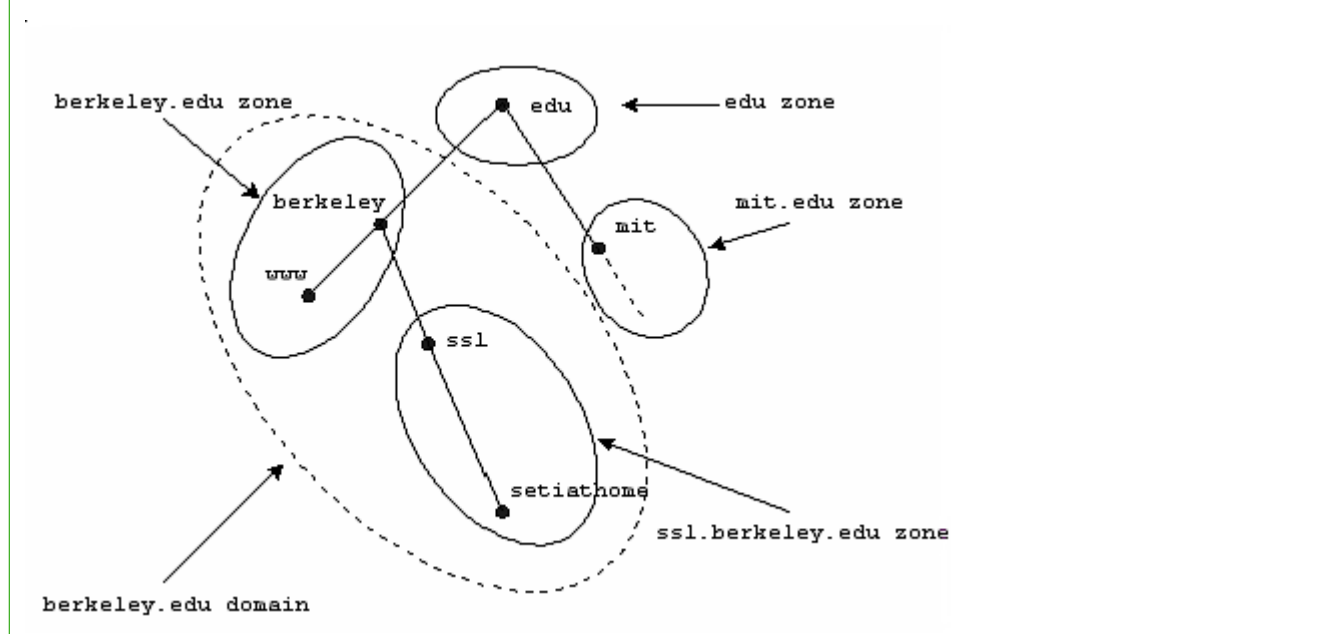 berkeley.edu zone
edu
edu zone
berkeley
mit
mit.edu zone
www
ssl
setiathome
ssl.berkeley.edu zone
berkeley.edu domain